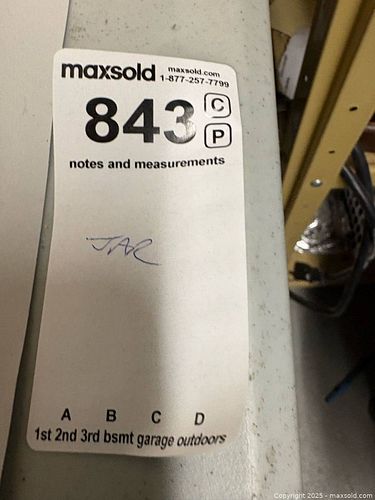 maxsold maxsold.com
1-877-257-7799
843 C
P
notes and measurements
JAR
A B C D
1st 2nd 3rd bsmt garage outdoors
Copyright 2025 - maxsold.com